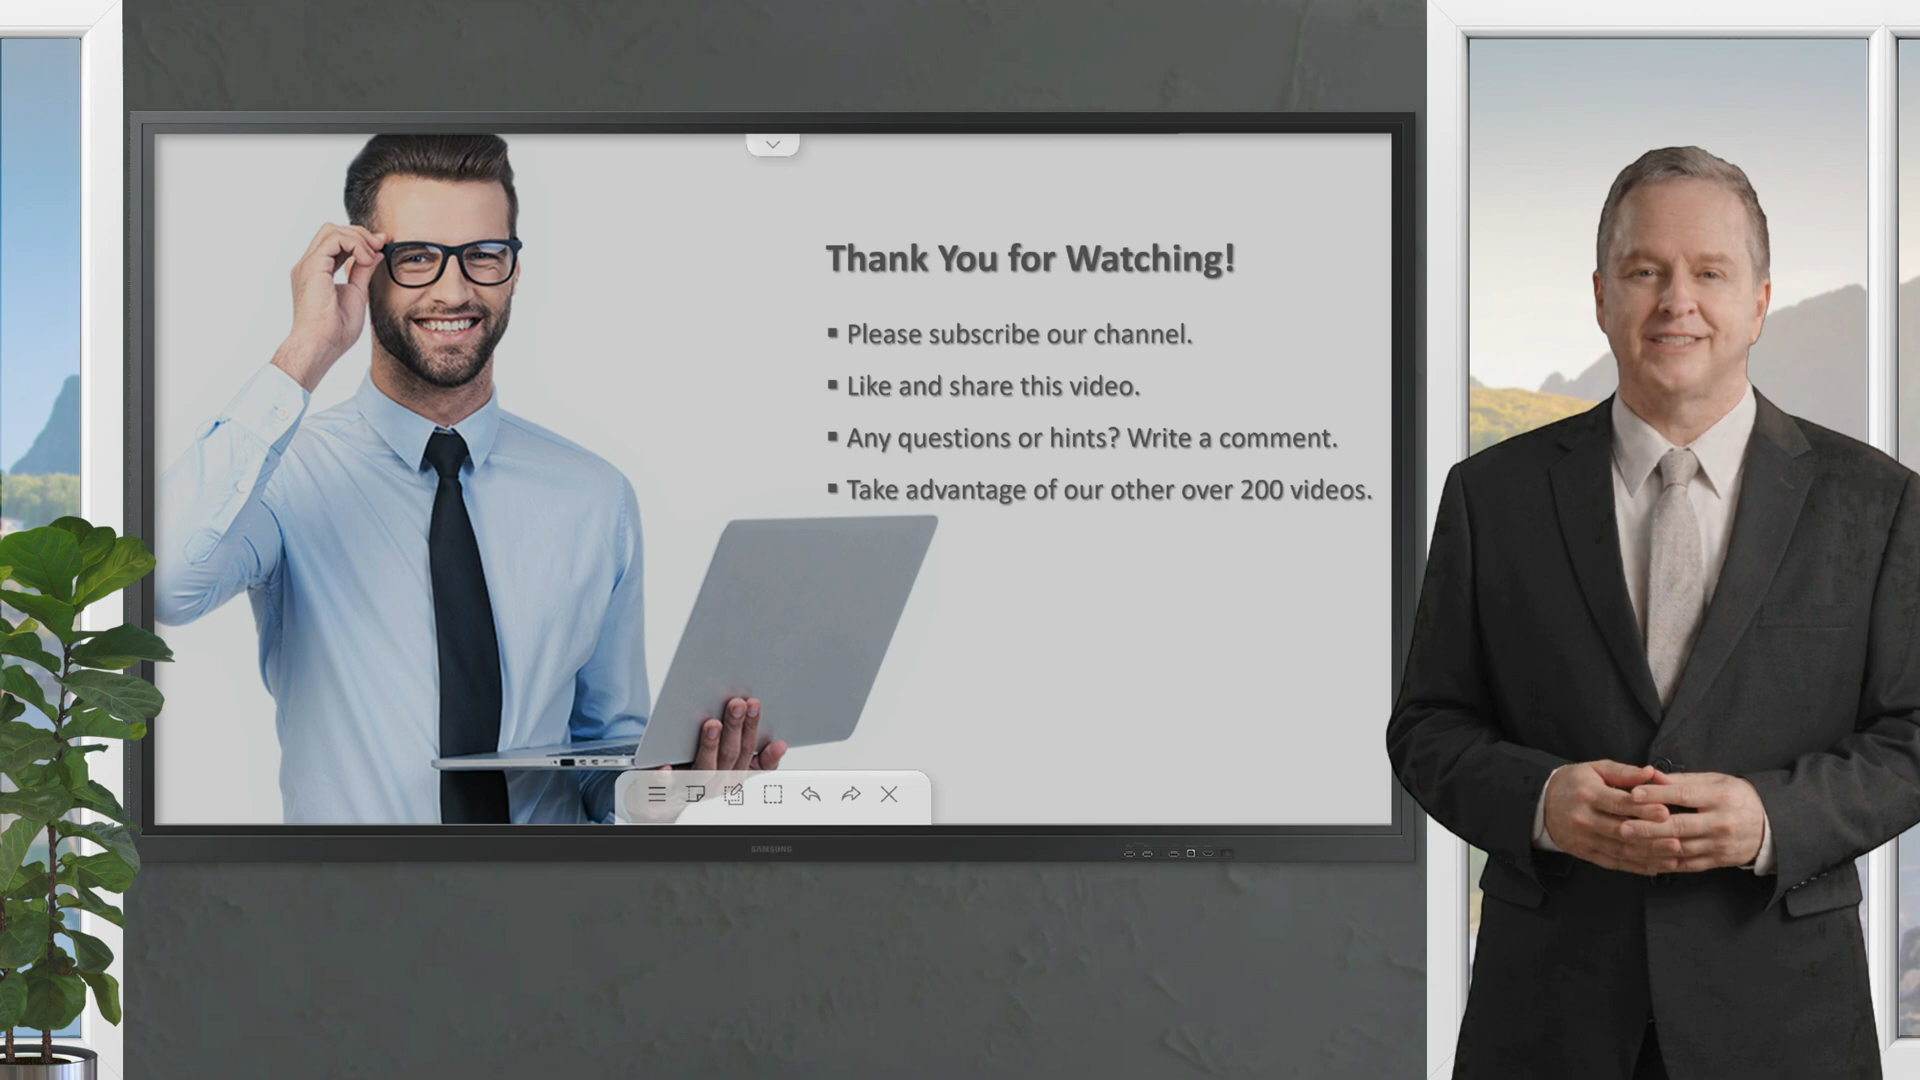 Thank You for Watching!
▪ Please subscribe our channel.
▪ Like and share this video.
▪ Any questions or hints? Write a comment.
▪ Take advantage of our other over 200 videos.
SAMSUNG